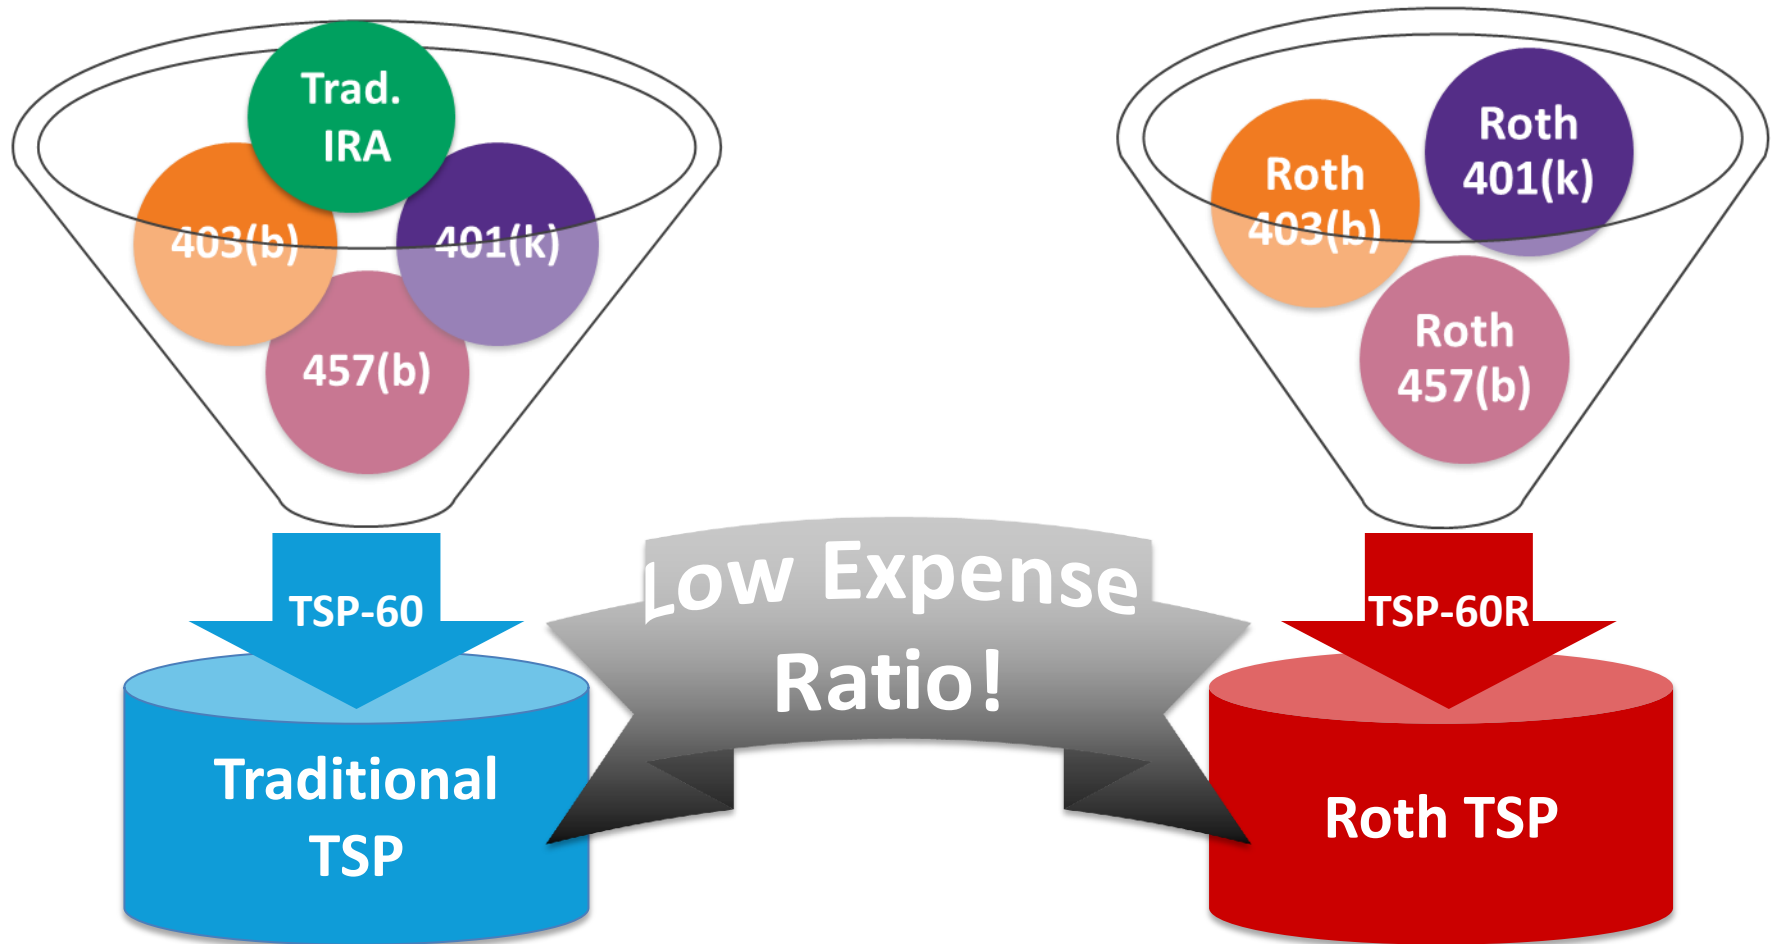 Trad.
IRA
403(b)
401(k)
457(b)
TSP-60
Traditional
TSP
Low Expense
Ratio!
Roth
403(b)
Roth
401(k)
Roth
457(b)
TSP-60R
Roth TSP